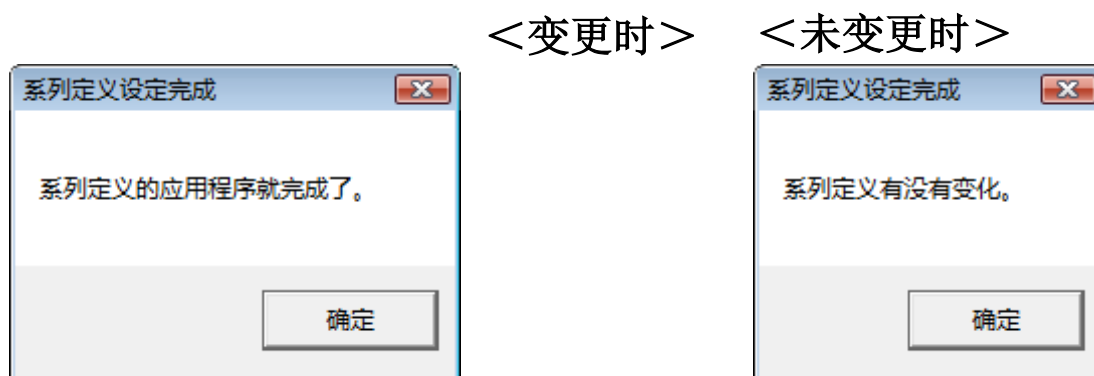 ＜变更时＞
＜未变更时＞
系列定义设定完成
系列定义的应用程序就完成了。
确定
系列定义设定完成
系列定义有没有变化。
确定